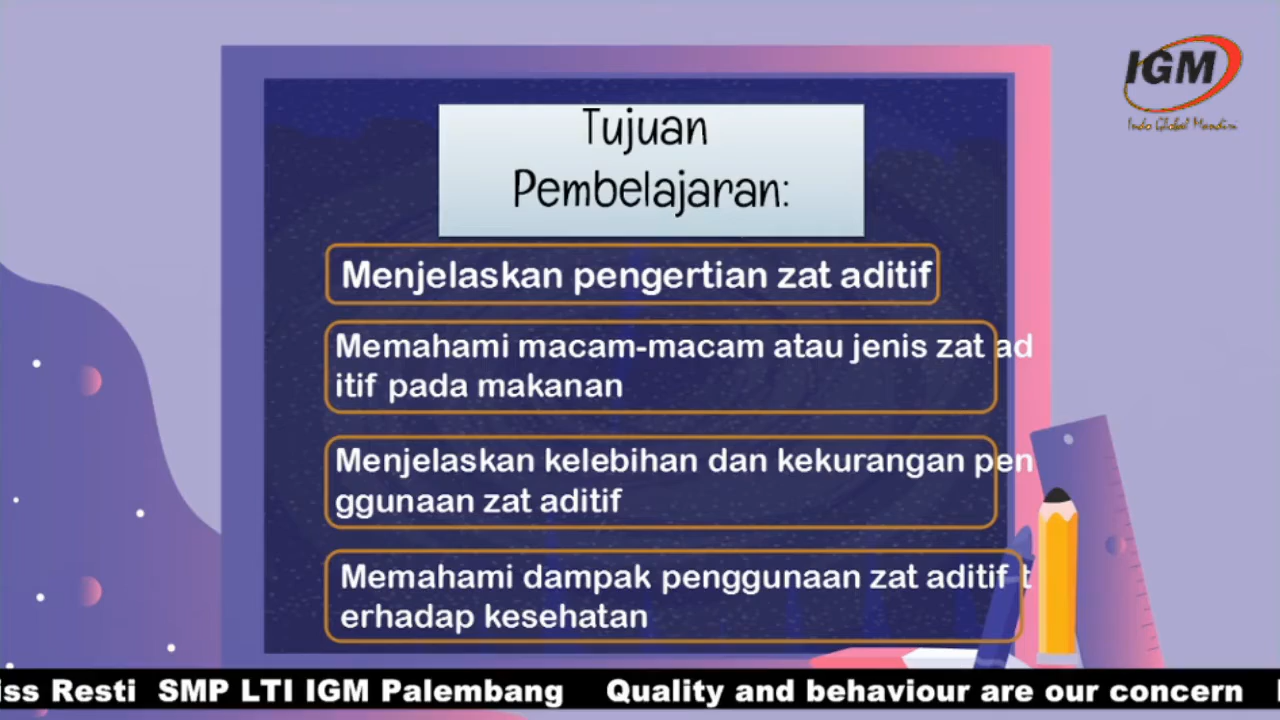 IGM
Indo Global Mandiri
Tujuan
Pembelajaran:
Menjelaskan pengertian zat aditif
Memahami macam-macam atau jenis zat ad
itif pada makanan
Menjelaskan kelebihan dan kekurangan pen
ggunaan zat aditif
Memahami dampak penggunaan zat aditif t
erhadap kesehatan
iss Resti SMP LTI IGM Palembang Quality and behaviour are our concern